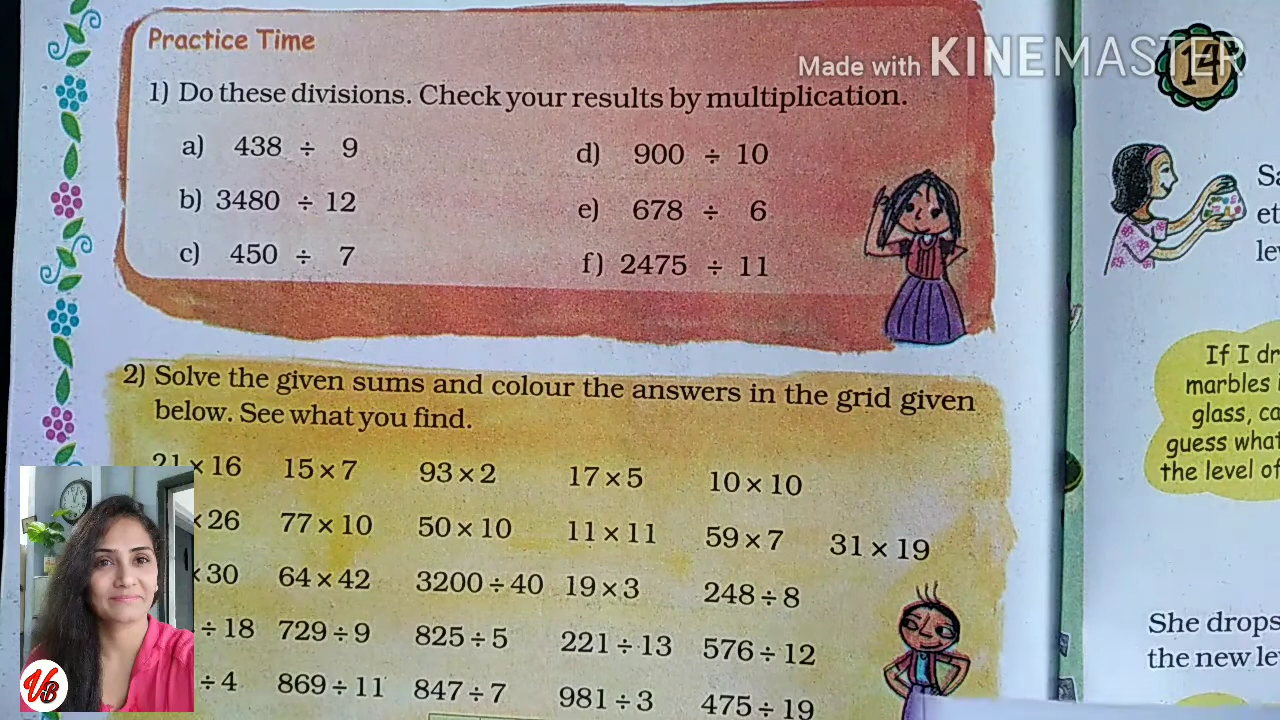 Practice Time
Made with KINEMASTER
14
1) Do these divisions. Check your results by multiplication.
a) 438 ÷ 9
d) 900 ÷ 10
b) 3480 ÷ 12
e) 678 ÷ 6
c) 450 ÷ 7
f) 2475 ÷ 11
2) Solve the given sums and colour the answers in the grid given
below. See what you find.
21 × 16 15 × 7 93 × 2 17 × 5 10 × 10
× 26 77 × 10 50 × 10 11 × 11 59 × 7 31 × 19
× 30 64 × 42 3200 ÷ 40 19 × 3 248 ÷ 8
÷ 18 729 ÷ 9 825 ÷ 5 221 ÷ 13 576 ÷ 12
÷ 4 869 ÷ 11 847 ÷ 7 981 ÷ 3 475 ÷ 19
VB
If I
marbles
glass,
guess
the level of
She drops
the new